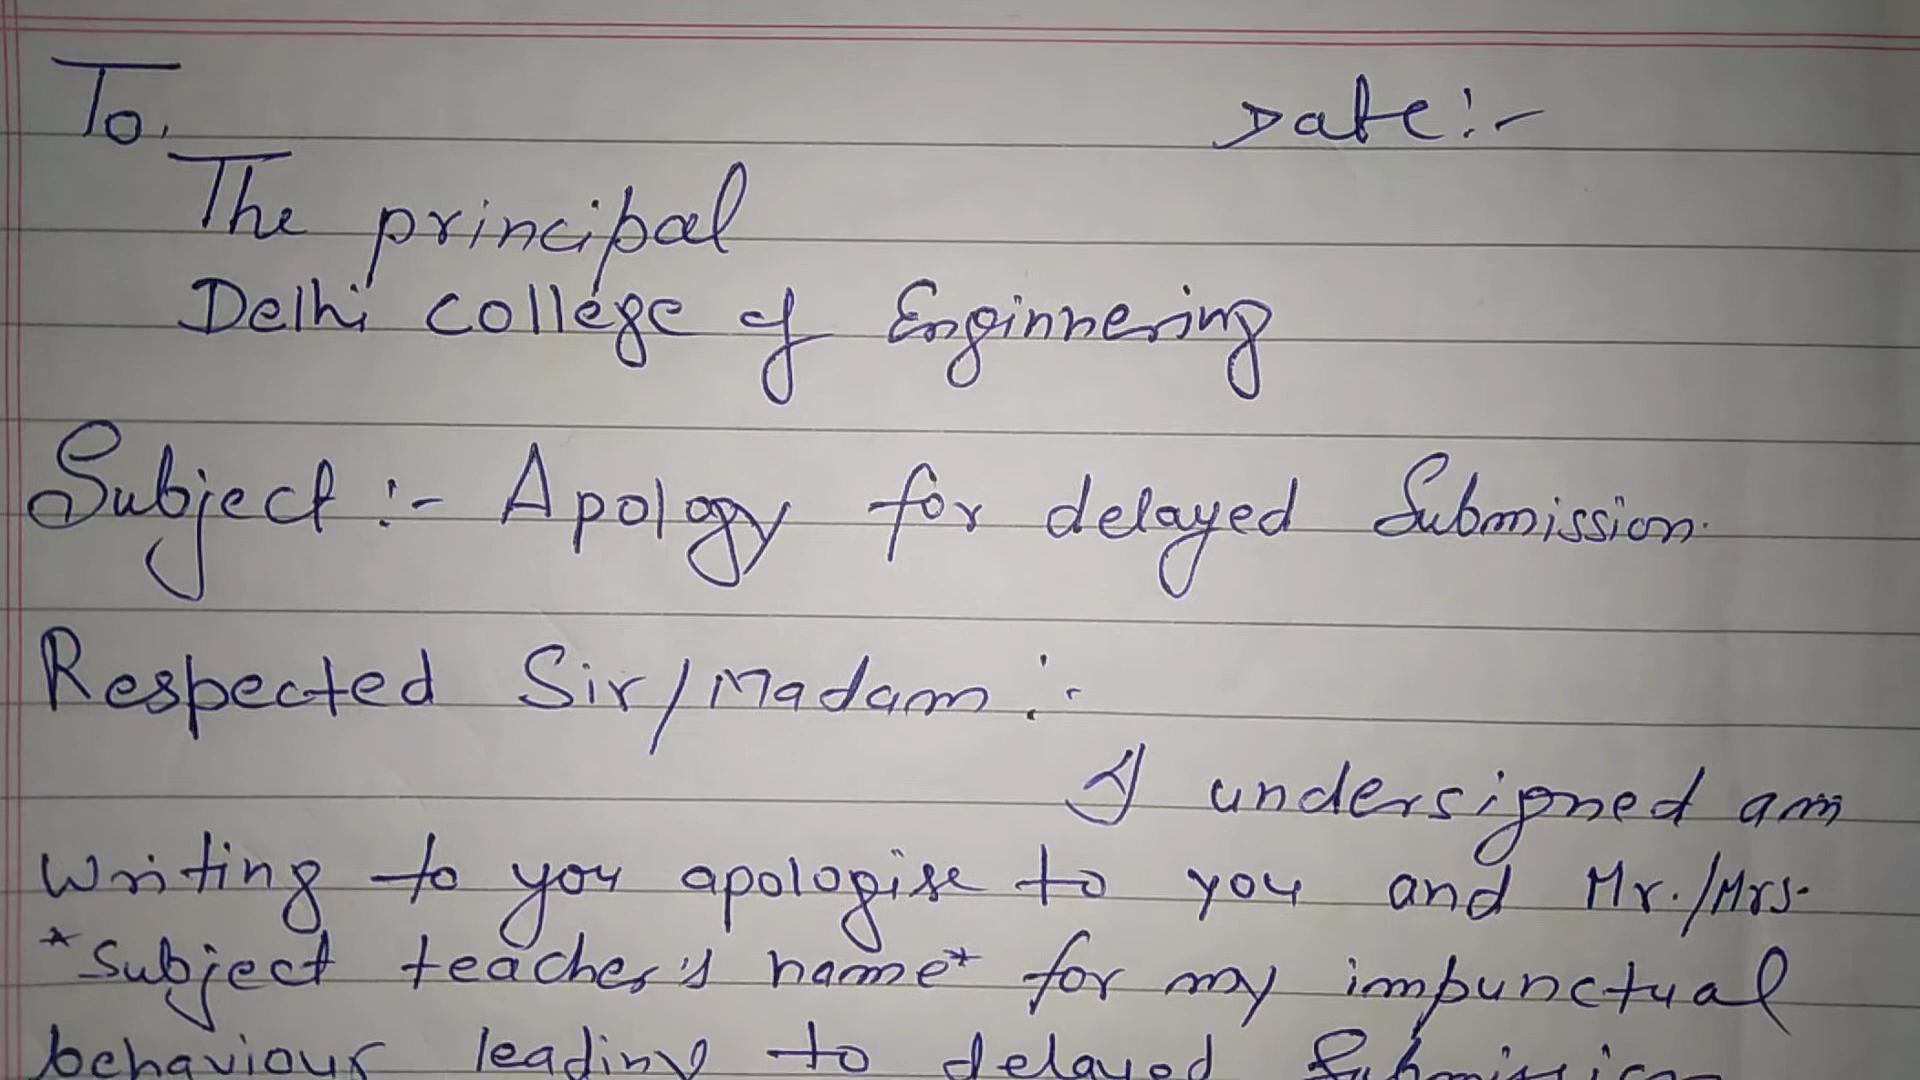 To, Date:-
The principal
Delhi college of Enginnering
Subject:- Apology for delayed Submission.
Respected Sir/Madam:-
I undersigned am
writing to you apologise to you and Mr./Mrs.
*Subject teacher's name* for my impunctual
behaviour leading to delayed Submission